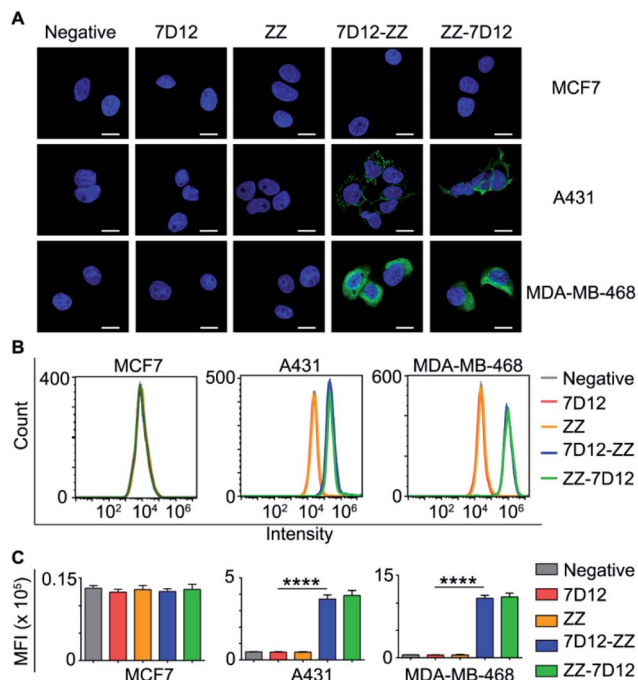 A
Negative 7D12 ZZ 7D12-ZZ ZZ-7D12
MCF7
A431
MDA-MB-468
B
MCF7 A431 MDA-MB-468
Count
400
0
500
0
600
0
10² 10⁴ 10⁶
10² 10⁴ 10⁶
10² 10⁴ 10⁶
Intensity
Negative
7D12
ZZ
7D12-ZZ
ZZ-7D12
C
MFI (x 10⁵)
0.15
0
5
0
15
0
****
****
MCF7 A431 MDA-MB-468
Negative
7D12
ZZ
7D12-ZZ
ZZ-7D12